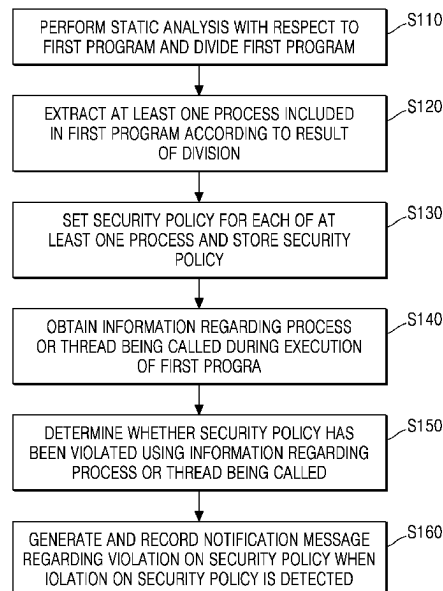 PERFORM STATIC ANALYSIS WITH RESPECT TO
FIRST PROGRAM AND DIVIDE FIRST PROGRAM
S110
EXTRACT AT LEAST ONE PROCESS INCLUDED
IN FIRST PROGRAM ACCORDING TO RESULT
OF DIVISION
S120
SET SECURITY POLICY FOR EACH OF AT
LEAST ONE PROCESS AND STORE SECURITY
POLICY
S130
OBTAIN INFORMATION REGARDING PROCESS
OR THREAD BEING CALLED DURING EXECUTION
OF FIRST PROGRA
S140
DETERMINE WHETHER SECURITY POLICY HAS
BEEN VIOLATED USING INFORMATION REGARDING
PROCESS OR THREAD BEING CALLED
S150
GENERATE AND RECORD NOTIFICATION MESSAGE
REGARDING VIOLATION ON SECURITY POLICY WHEN
IOLATION ON SECURITY POLICY IS DETECTED
S160